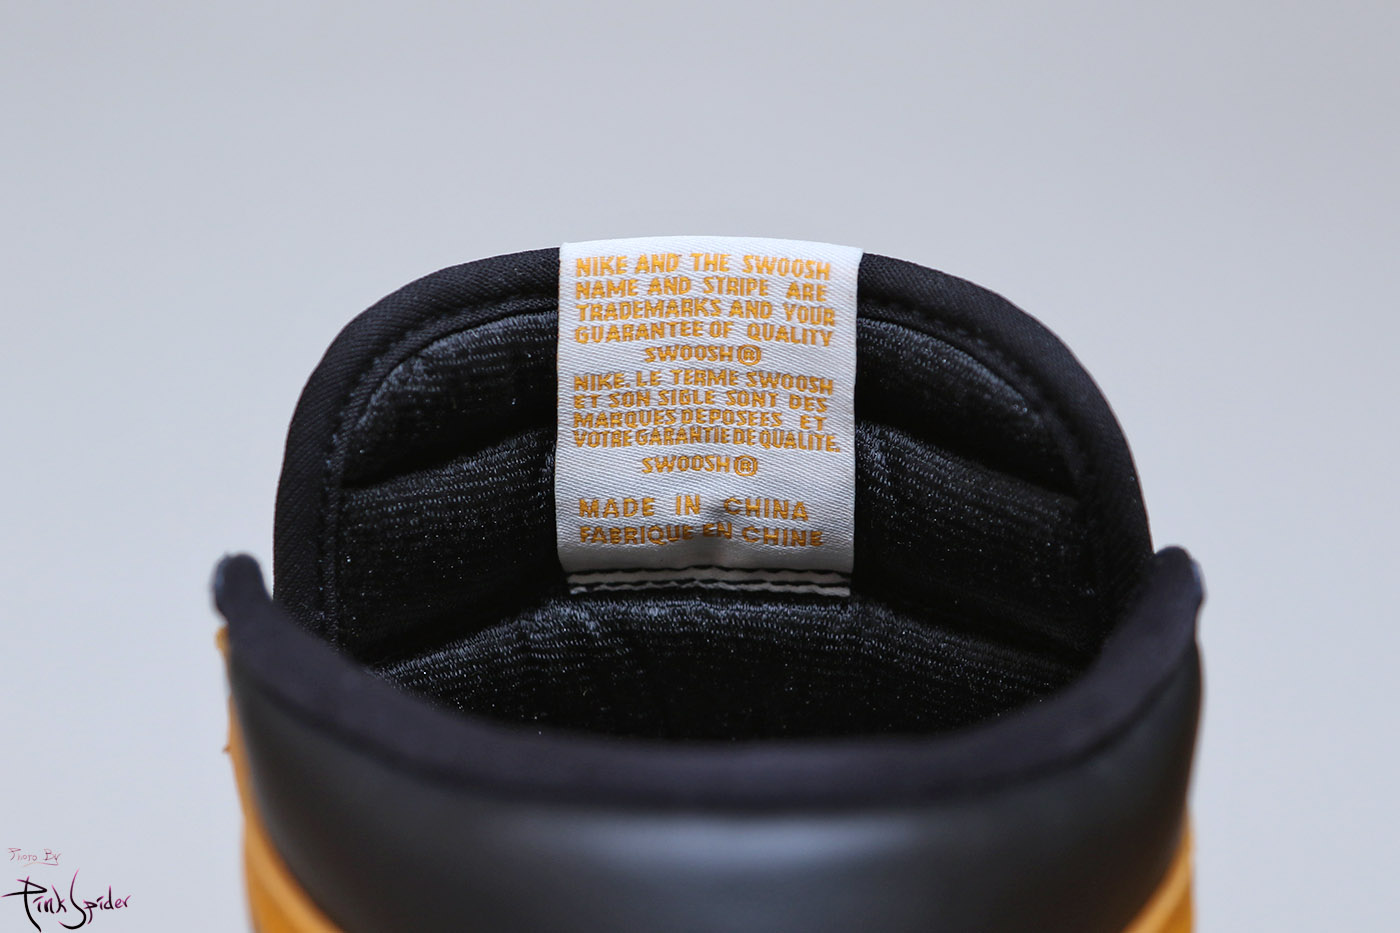 NIKE AND THE SWOOSH
NAME AND STRIPE ARE
TRADEMARKS AND YOUR
GUARANTEE OF QUALITY
SWOOSH®
NIKE. LE TERME SWOOSH
ET SON SIBLE SONT DES
MARQUES DEPOSEES ET
VOTRE GARANTIE DE QUALITE.
SWOOSH®
MADE IN CHINA
FABRIQUE EN CHINE
Photo By
Pink Spider